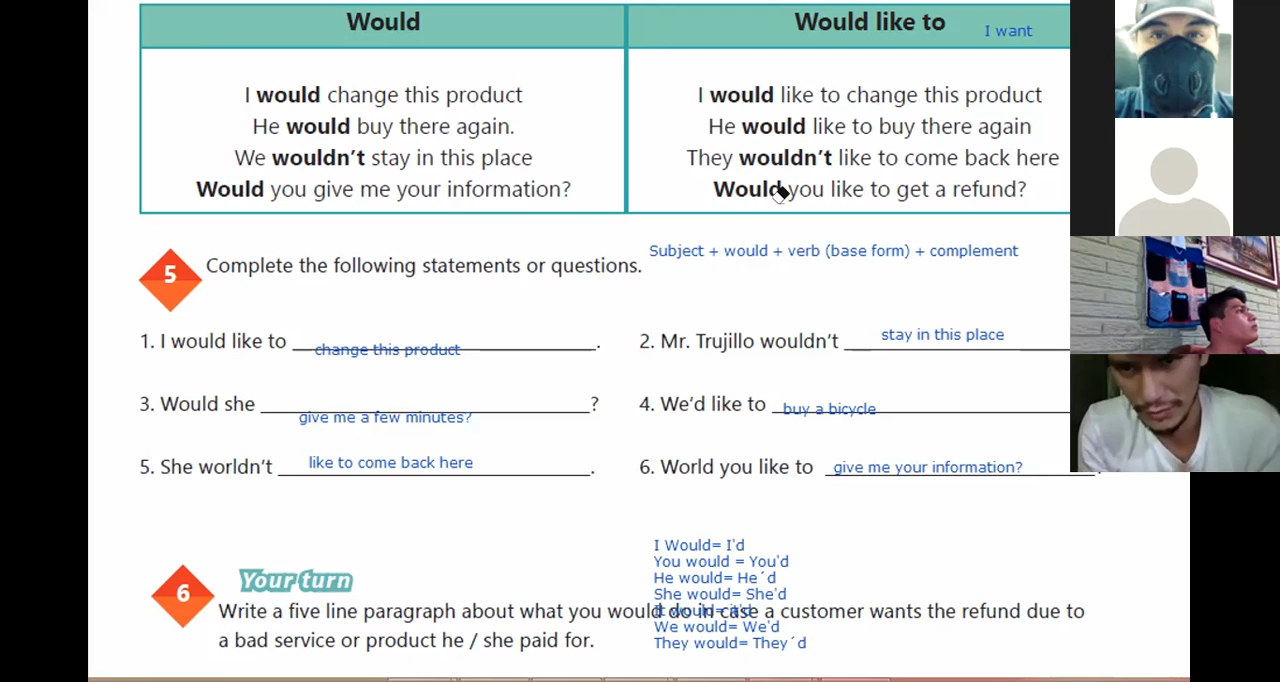 Would
Would like to I want
I would change this product
He would buy there again.
We wouldn't stay in this place
Would you give me your information?
I would like to change this product
He would like to buy there again
They wouldn't like to come back here
Would you like to get a refund?
Subject + would + verb (base form) + complement
5 Complete the following statements or questions.
1. I would like to change this product.
2. Mr. Trujillo wouldn't stay in this place
3. Would she give me a few minutes? ?
4. We'd like to buy a bicycle
5. She worldn't like to come back here.
6. World you like to give me your information?
6 Your turn
Write a five line paragraph about what you would do in case a customer wants the refund due to
a bad service or product he / she paid for.
I Would= I'd
You would = You'd
He would= He´d
She would= She'd
It would= it'd
We would= We'd
They would= They´d